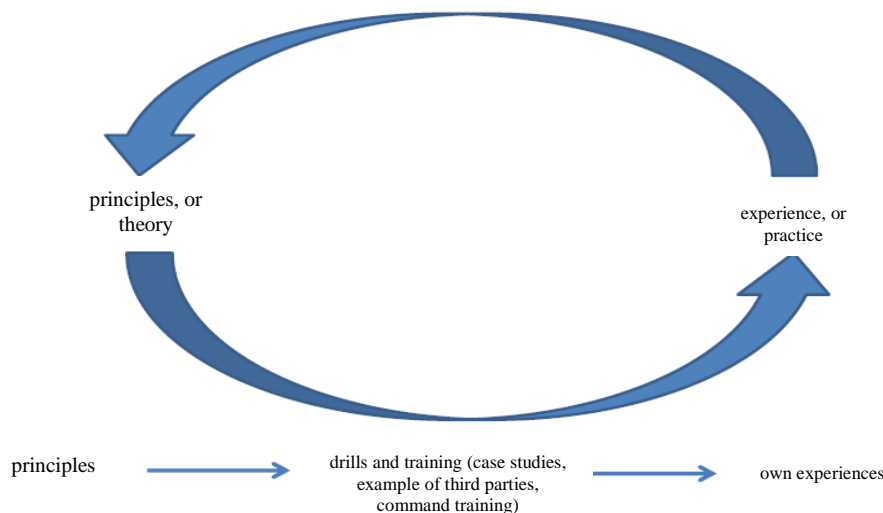 principles, or
theory
experience, or
practice
principles
drills and training (case studies,
example of third parties,
command training)
own experiences